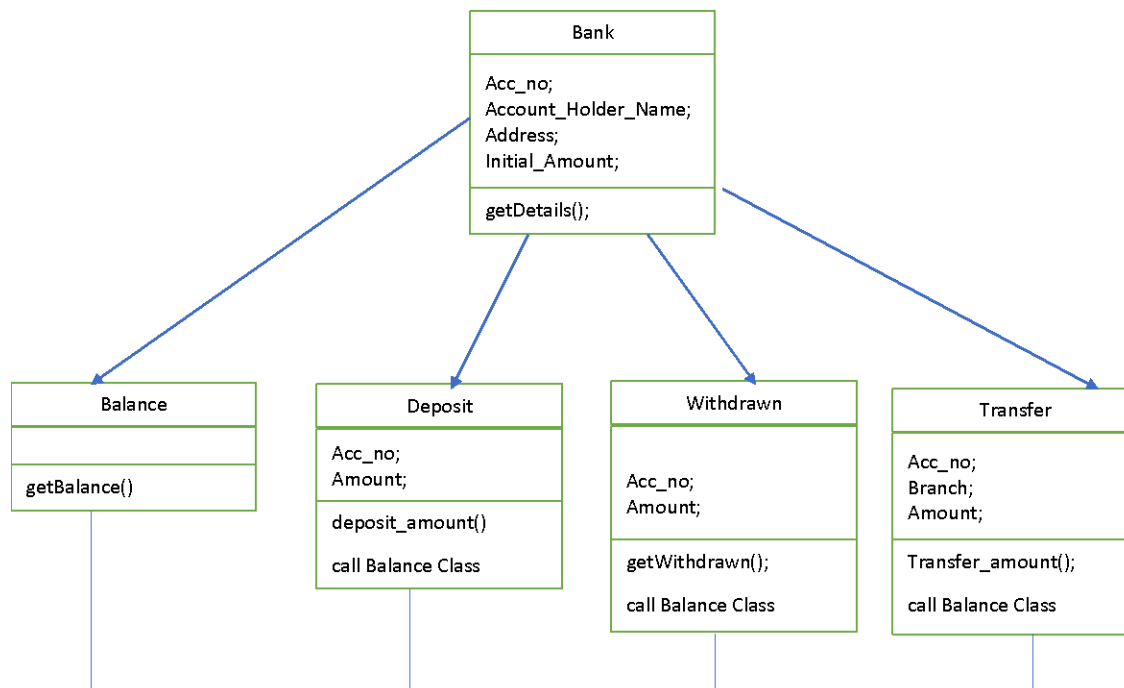 Bank
Acc_no;
Account_Holder_Name;
Address;
Initial_Amount;
getDetails();
Balance
getBalance()
Deposit
Acc_no;
Amount;
deposit_amount()
call Balance Class
Withdrawn
Acc_no;
Amount;
getWithdrawn();
call Balance Class
Transfer
Acc_no;
Branch;
Amount;
Transfer_amount();
call Balance Class